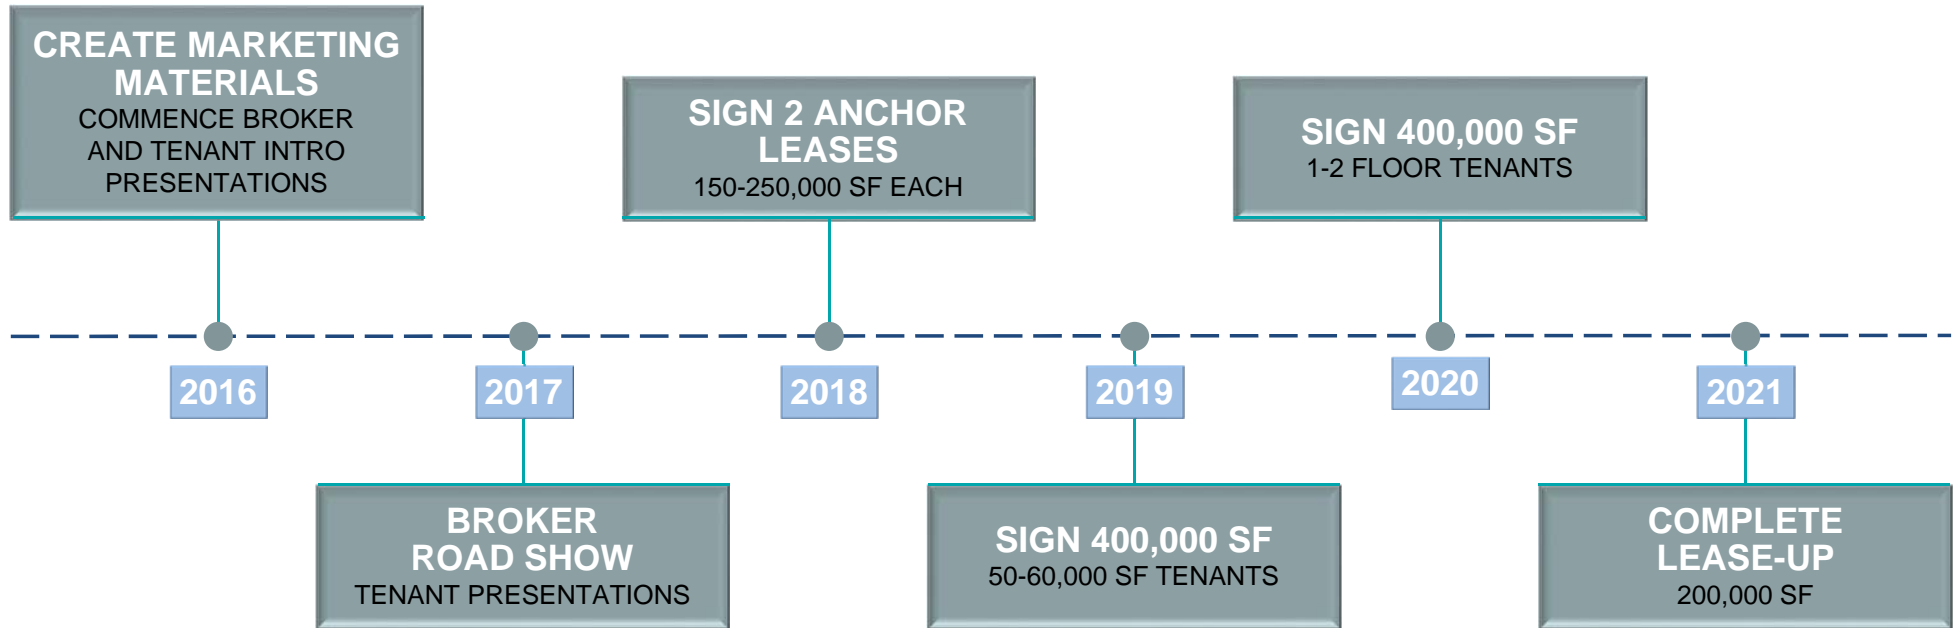 CREATE MARKETING
MATERIALS
COMMENCE BROKER
AND TENANT INTRO
PRESENTATIONS
SIGN 2 ANCHOR
LEASES
150-250,000 SF EACH
SIGN 400,000 SF
1-2 FLOOR TENANTS
2016
2017
2018
2019
2020
2021
BROKER
ROAD SHOW
TENANT PRESENTATIONS
SIGN 400,000 SF
50-60,000 SF TENANTS
COMPLETE
LEASE-UP
200,000 SF